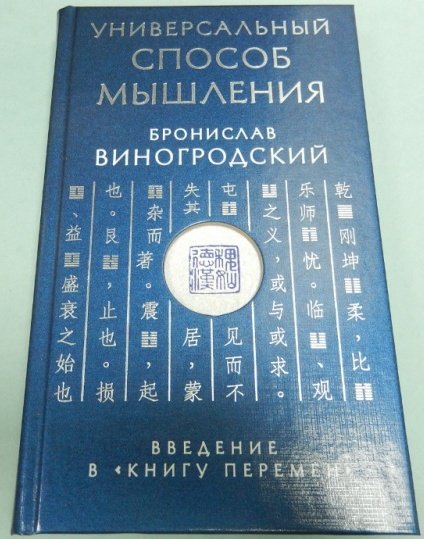 УНИВЕРСАЛЬНЫЙ
СПОСОБ
МЫШЛЕНИЯ
БРОНИСЛАВ
ВИНОГРОДСКИЙ
乾䷀刚坤䷁柔，比䷇
乐师䷆忧。临䷒、观
䷓之义，或与或求。
屯䷂见而不
失其居，蒙
䷃杂而著。震䷲，起
也。艮䷳，止也。损
䷨、益䷩盛衰之始也
ВВЕДЕНИЕ
В «КНИГУ ПЕРЕМЕН»